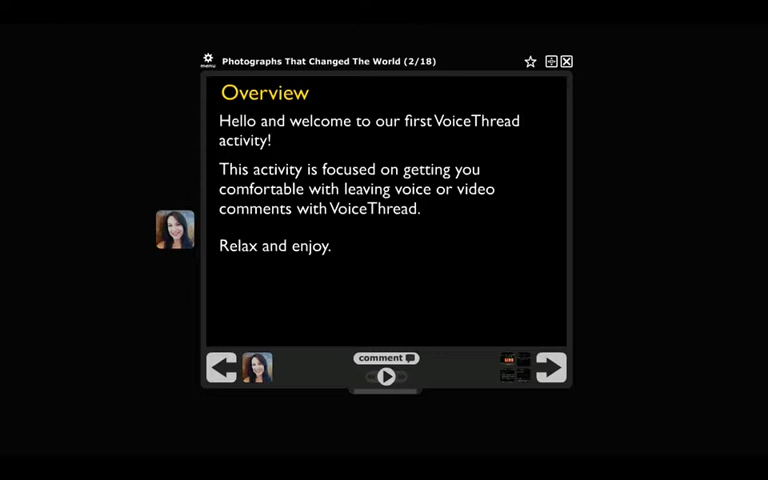 menu
Photographs That Changed The World (2/18)
Overview
Hello and welcome to our first VoiceThread
activity!
This activity is focused on getting you
comfortable with leaving voice or video
comments with VoiceThread.
Relax and enjoy.
comment